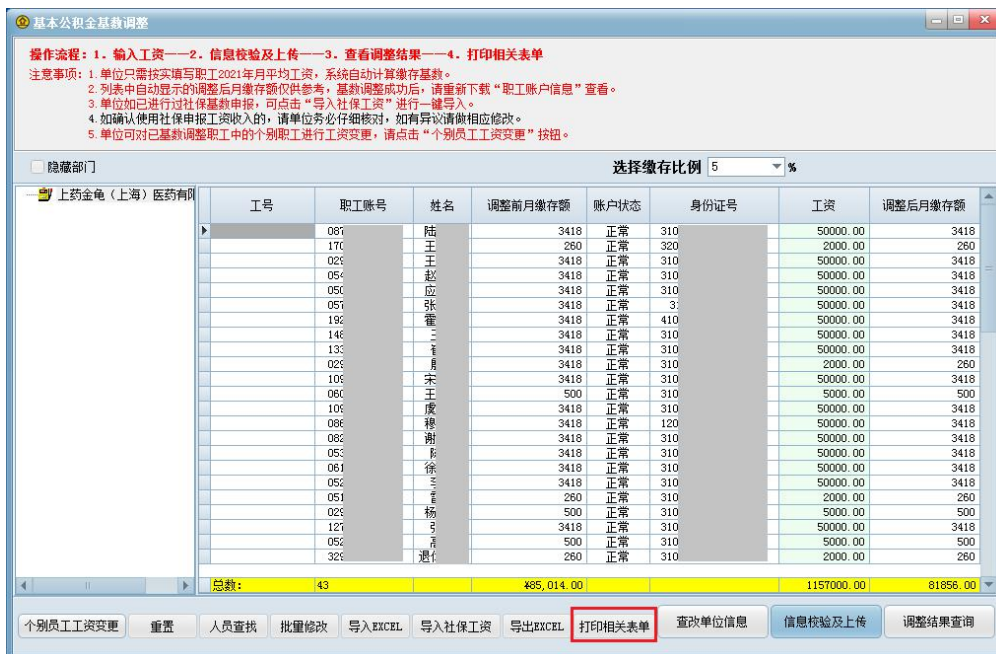 基本公积金基数调整
操作流程：1. 输入工资——2. 信息校验及上传——3. 查看调整结果——4. 打印相关表单
注意事项：1.单位只需按实填写职工2021年月平均工资，系统自动计算缴存基数。
2.列表中自动显示的调整后月缴存额仅供参考，基数调整成功后，请重新下载“职工账户信息”查看。
3.单位如已进行过社保基数申报，可点击“导入社保工资”进行一键导入。
4.如确认使用社保申报工资收入的，请单位务必仔细核对，如有异议请做相应修改。
5.单位可对已基数调整职工中的个别职工进行工资变更，请点击“个别员工工资变更”按钮。
隐藏部门 选择缴存比例 5 %
上药金龟（上海）医药有限
工号 职工账号 姓名 调整前月缴存额 账户状态 身份证号 工资 调整后月缴存额
087 陆 3418 正常 310 50000.00 3418
170 王 260 正常 320 2000.00 260
029 王 3418 正常 310 50000.00 3418
054 赵 3418 正常 310 50000.00 3418
050 应 3418 正常 310 50000.00 3418
057 张 3418 正常 31 50000.00 3418
192 霍 3418 正常 410 50000.00 3418
148 3418 正常 310 50000.00 3418
133 3418 正常 310 50000.00 3418
029 3418 正常 310 2000.00 260
109 宋 3418 正常 310 50000.00 3418
060 王 500 正常 310 5000.00 500
109 虞 3418 正常 310 50000.00 3418
086 穆 3418 正常 120 50000.00 3418
082 谢 3418 正常 310 50000.00 3418
053 3418 正常 310 50000.00 3418
061 徐 3418 正常 310 50000.00 3418
052 3418 正常 310 50000.00 3418
051 260 正常 310 2000.00 260
029 杨 500 正常 310 5000.00 500
127 3418 正常 310 50000.00 3418
052 500 正常 310 5000.00 500
329 退 260 正常 310 2000.00 260
总数： 43 ¥85,014.00 1157000.00 81856.00
个别员工工资变更 重置 人员查找 批量修改 导入EXCEL 导入社保工资 导出EXCEL 打印相关表单 查改单位信息 信息校验及上传 调整结果查询